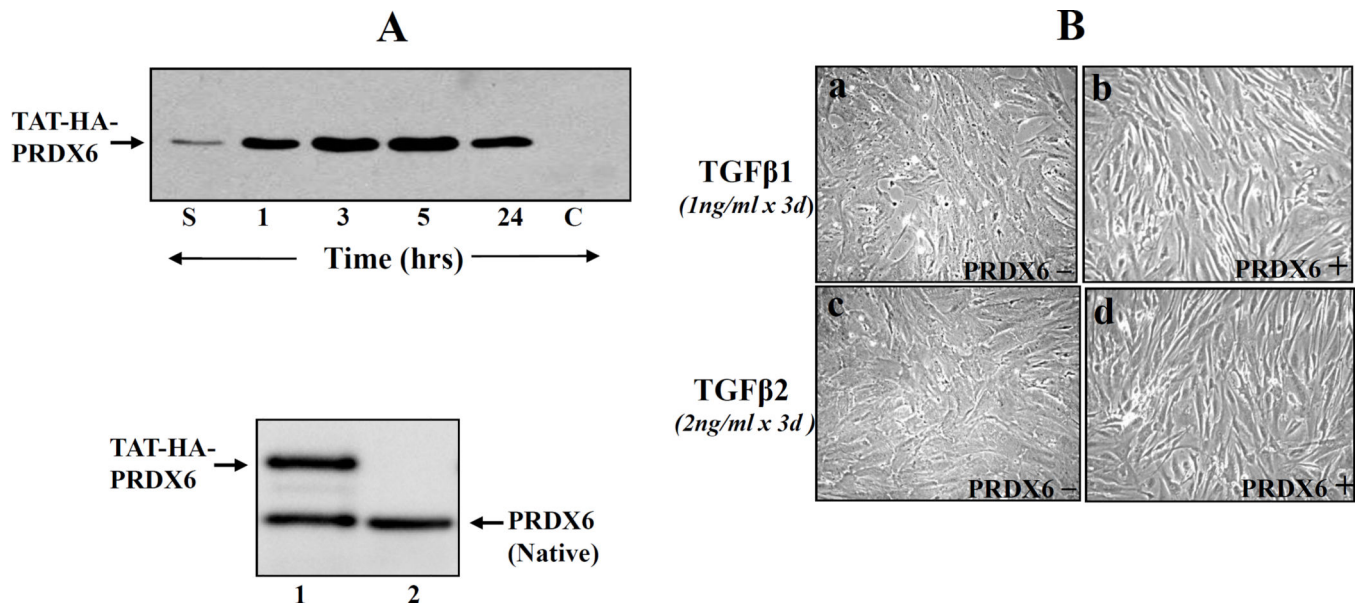 A
TAT-HA-
PRDX6
S 1 3 5 24 C
Time (hrs)
TAT-HA-
PRDX6
PRDX6
(Native)
1 2
B
TGFβ1
(1ng/ml x 3d)
a
PRDX6 −
b
PRDX6 +
TGFβ2
(2ng/ml x 3d )
c
PRDX6 −
d
PRDX6 +